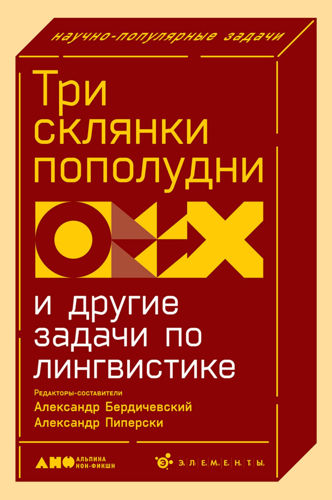 научно-популярные задачи
Три
склянки
пополудни
и другие
задачи по
лингвистике
Редакторы-составители
Александр Бердичевский
Александр Пиперски
АНФ АЛЬПИНА
НОН-ФИКШН
Э ЭЛЕМЕНТЫ